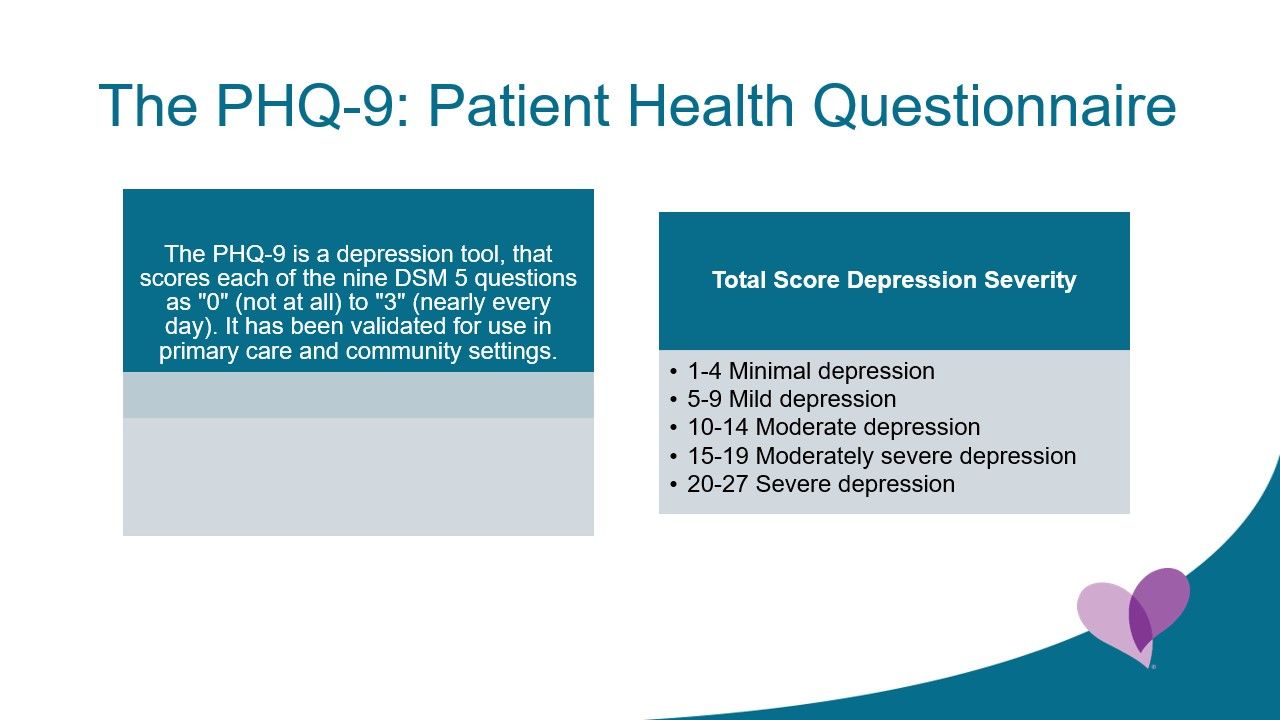 The PHQ-9: Patient Health Questionnaire
The PHQ-9 is a depression tool, that
scores each of the nine DSM 5 questions
as "0" (not at all) to "3" (nearly every
day). It has been validated for use in
primary care and community settings.
Total Score Depression Severity
• 1-4 Minimal depression
• 5-9 Mild depression
• 10-14 Moderate depression
• 15-19 Moderately severe depression
• 20-27 Severe depression
®